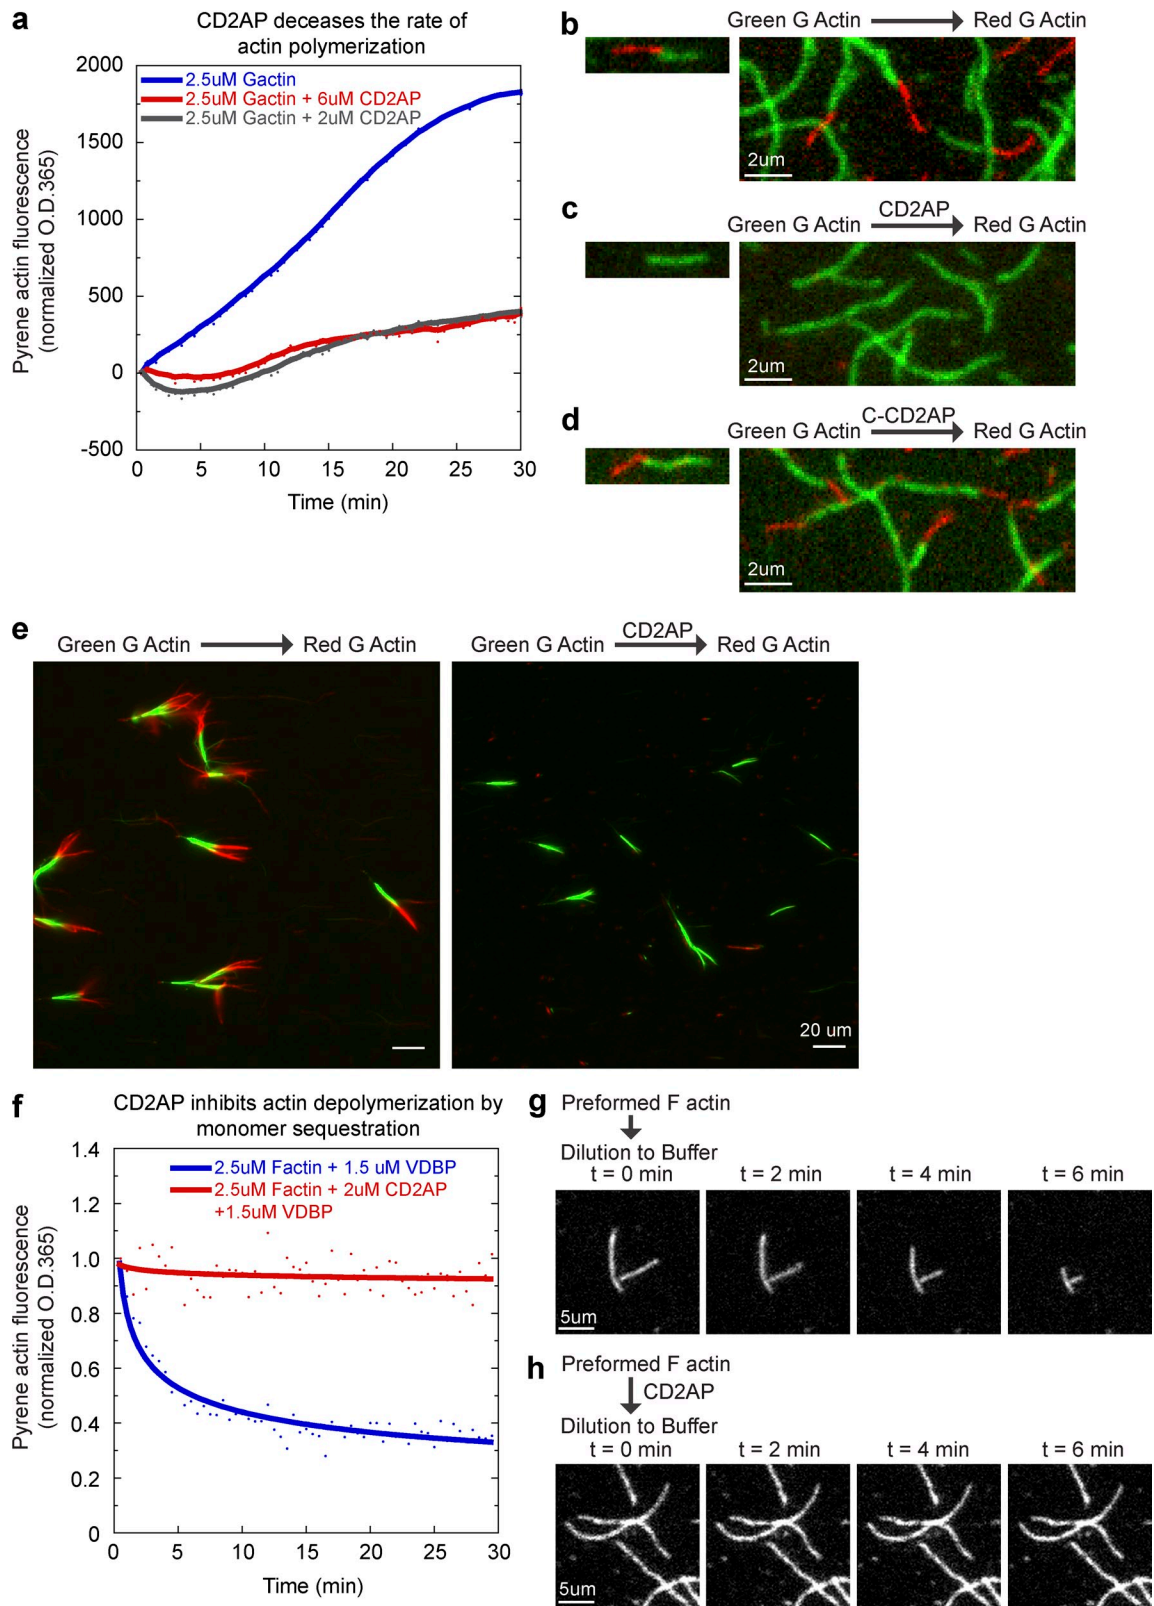 a
CD2AP deceases the rate of
actin polymerization
2000
1500
1000
500
0
-500
2.5uM Gactin
2.5uM Gactin + 6uM CD2AP
2.5uM Gactin + 2uM CD2AP
Pyrene actin fluorescence
(normalized O.D.365)
0 5 10 15 20 25 30
Time (min)
b
Green G Actin Red G Actin
2um
c
CD2AP
Green G Actin Red G Actin
2um
d
C-CD2AP
Green G Actin Red G Actin
2um
e
Green G Actin Red G Actin
CD2AP
Green G Actin Red G Actin
20 um
f
CD2AP inhibits actin depolymerization by
monomer sequestration
1.4
1.2
1.0
0.8
0.6
0.4
0.2
0
2.5uM Factin + 1.5 uM VDBP
2.5uM Factin + 2uM CD2AP
+1.5uM VDBP
Pyrene actin fluorescence
(normalized O.D.365)
0 5 10 15 20 25 30
Time (min)
g
Preformed F actin
Dilution to Buffer
t = 0 min t = 2 min t = 4 min t = 6 min
5um
h
Preformed F actin
CD2AP
Dilution to Buffer
t = 0 min t = 2 min t = 4 min t = 6 min
5um